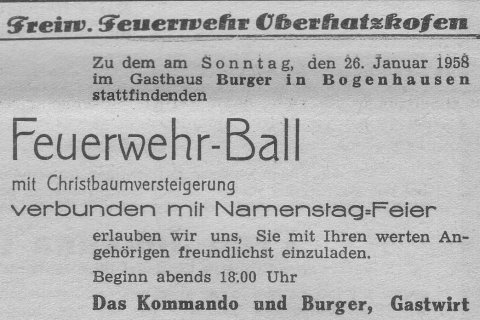 Freiw. Feuerwehr Oberhatzkofen
Zu dem am Sonntag, den 26. Januar 1958
im Gasthaus Burger in Bogenhausen
stattfindenden
Feuerwehr-Ball
mit Christbaumversteigerung
verbunden mit Namenstag=Feier
erlauben wir uns, Sie mit Ihren werten An-
gehörigen freundlichst einzuladen.
Beginn abends 18.00 Uhr
Das Kommando und Burger, Gastwirt